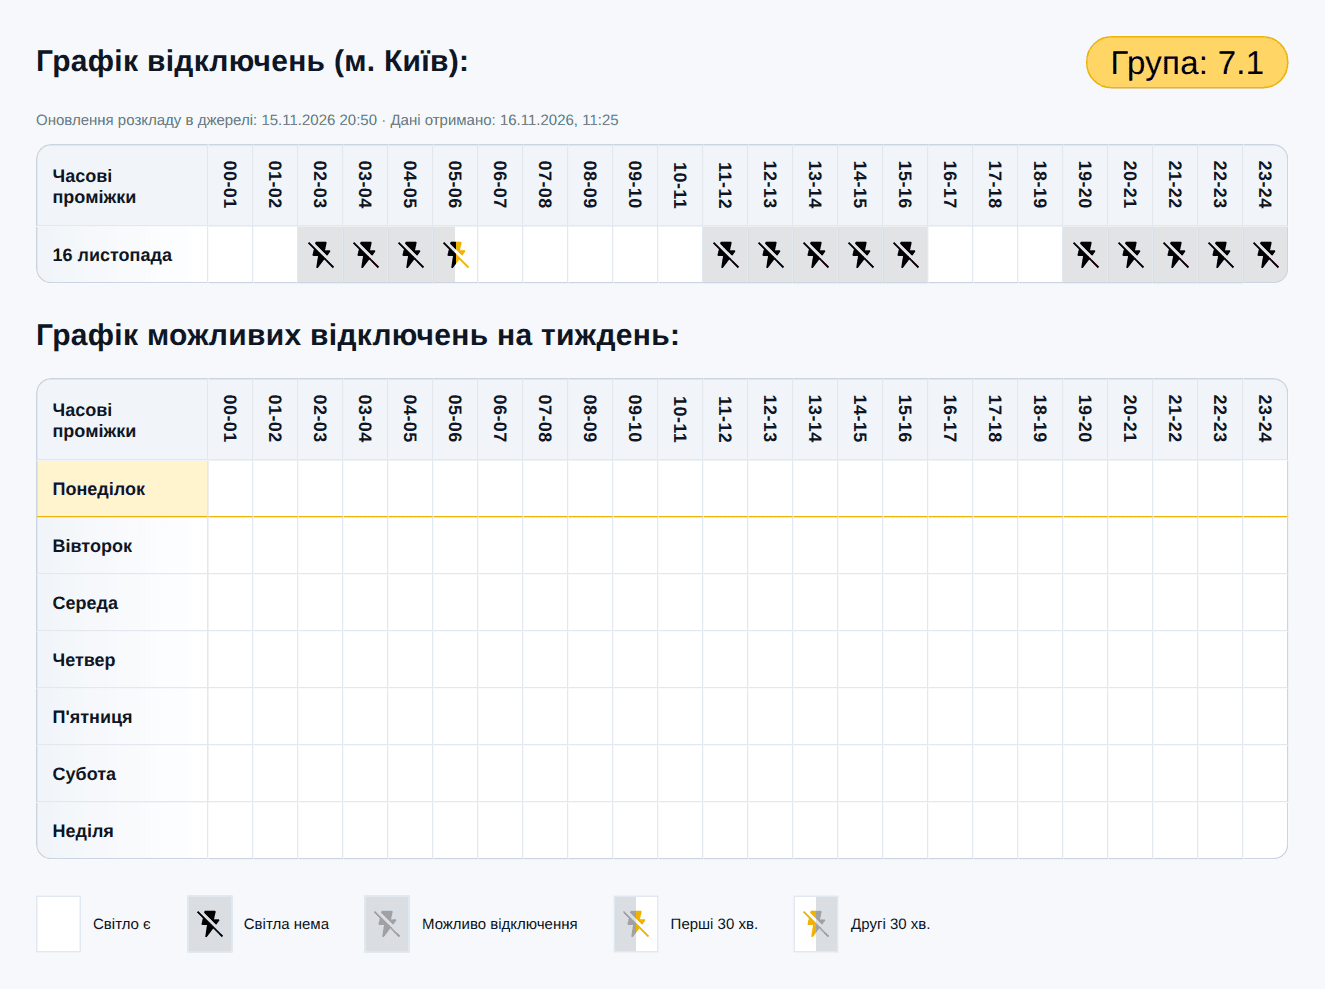 Графік відключень (м. Київ):
Група: 7.1
Оновлення розкладу в джерелі: 15.11.2026 20:50 · Дані отримано: 16.11.2026, 11:25
Часові проміжки 00-01 01-02 02-03 03-04 04-05 05-06 06-07 07-08 08-09 09-10 10-11 11-12 12-13 13-14 14-15 15-16 16-17 17-18 18-19 19-20 20-21 21-22 22-23 23-24
16 листопада
Графік можливих відключень на тиждень:
Часові проміжки 00-01 01-02 02-03 03-04 04-05 05-06 06-07 07-08 08-09 09-10 10-11 11-12 12-13 13-14 14-15 15-16 16-17 17-18 18-19 19-20 20-21 21-22 22-23 23-24
Понеділок
Вівторок
Середа
Четвер
П'ятниця
Субота
Неділя
Світло є Світла нема Можливо відключення Перші 30 хв. Другі 30 хв.